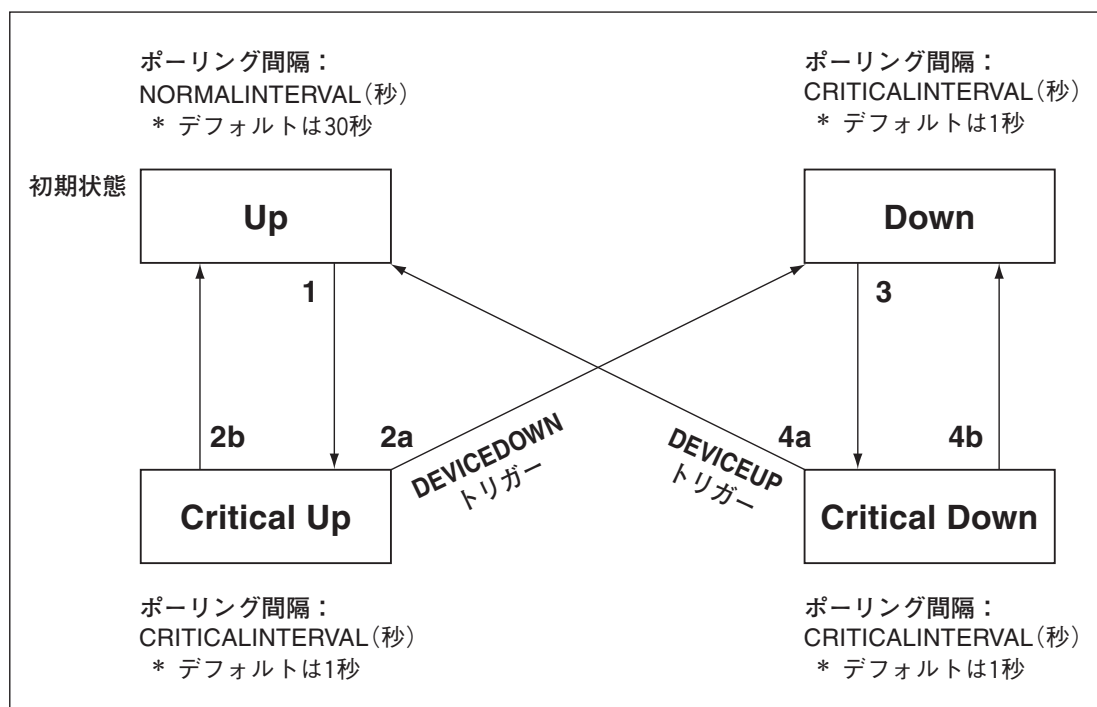 ポーリング間隔：
NORMALINTERVAL（秒）
* デフォルトは30秒
ポーリング間隔：
CRITICALINTERVAL（秒）
* デフォルトは1秒
初期状態
Up
Down
1
3
2b
2a
DEVICEDOWN
トリガー
DEVICEUP
トリガー
4a
4b
Critical Up
Critical Down
ポーリング間隔：
CRITICALINTERVAL（秒）
* デフォルトは1秒
ポーリング間隔：
CRITICALINTERVAL（秒）
* デフォルトは1秒